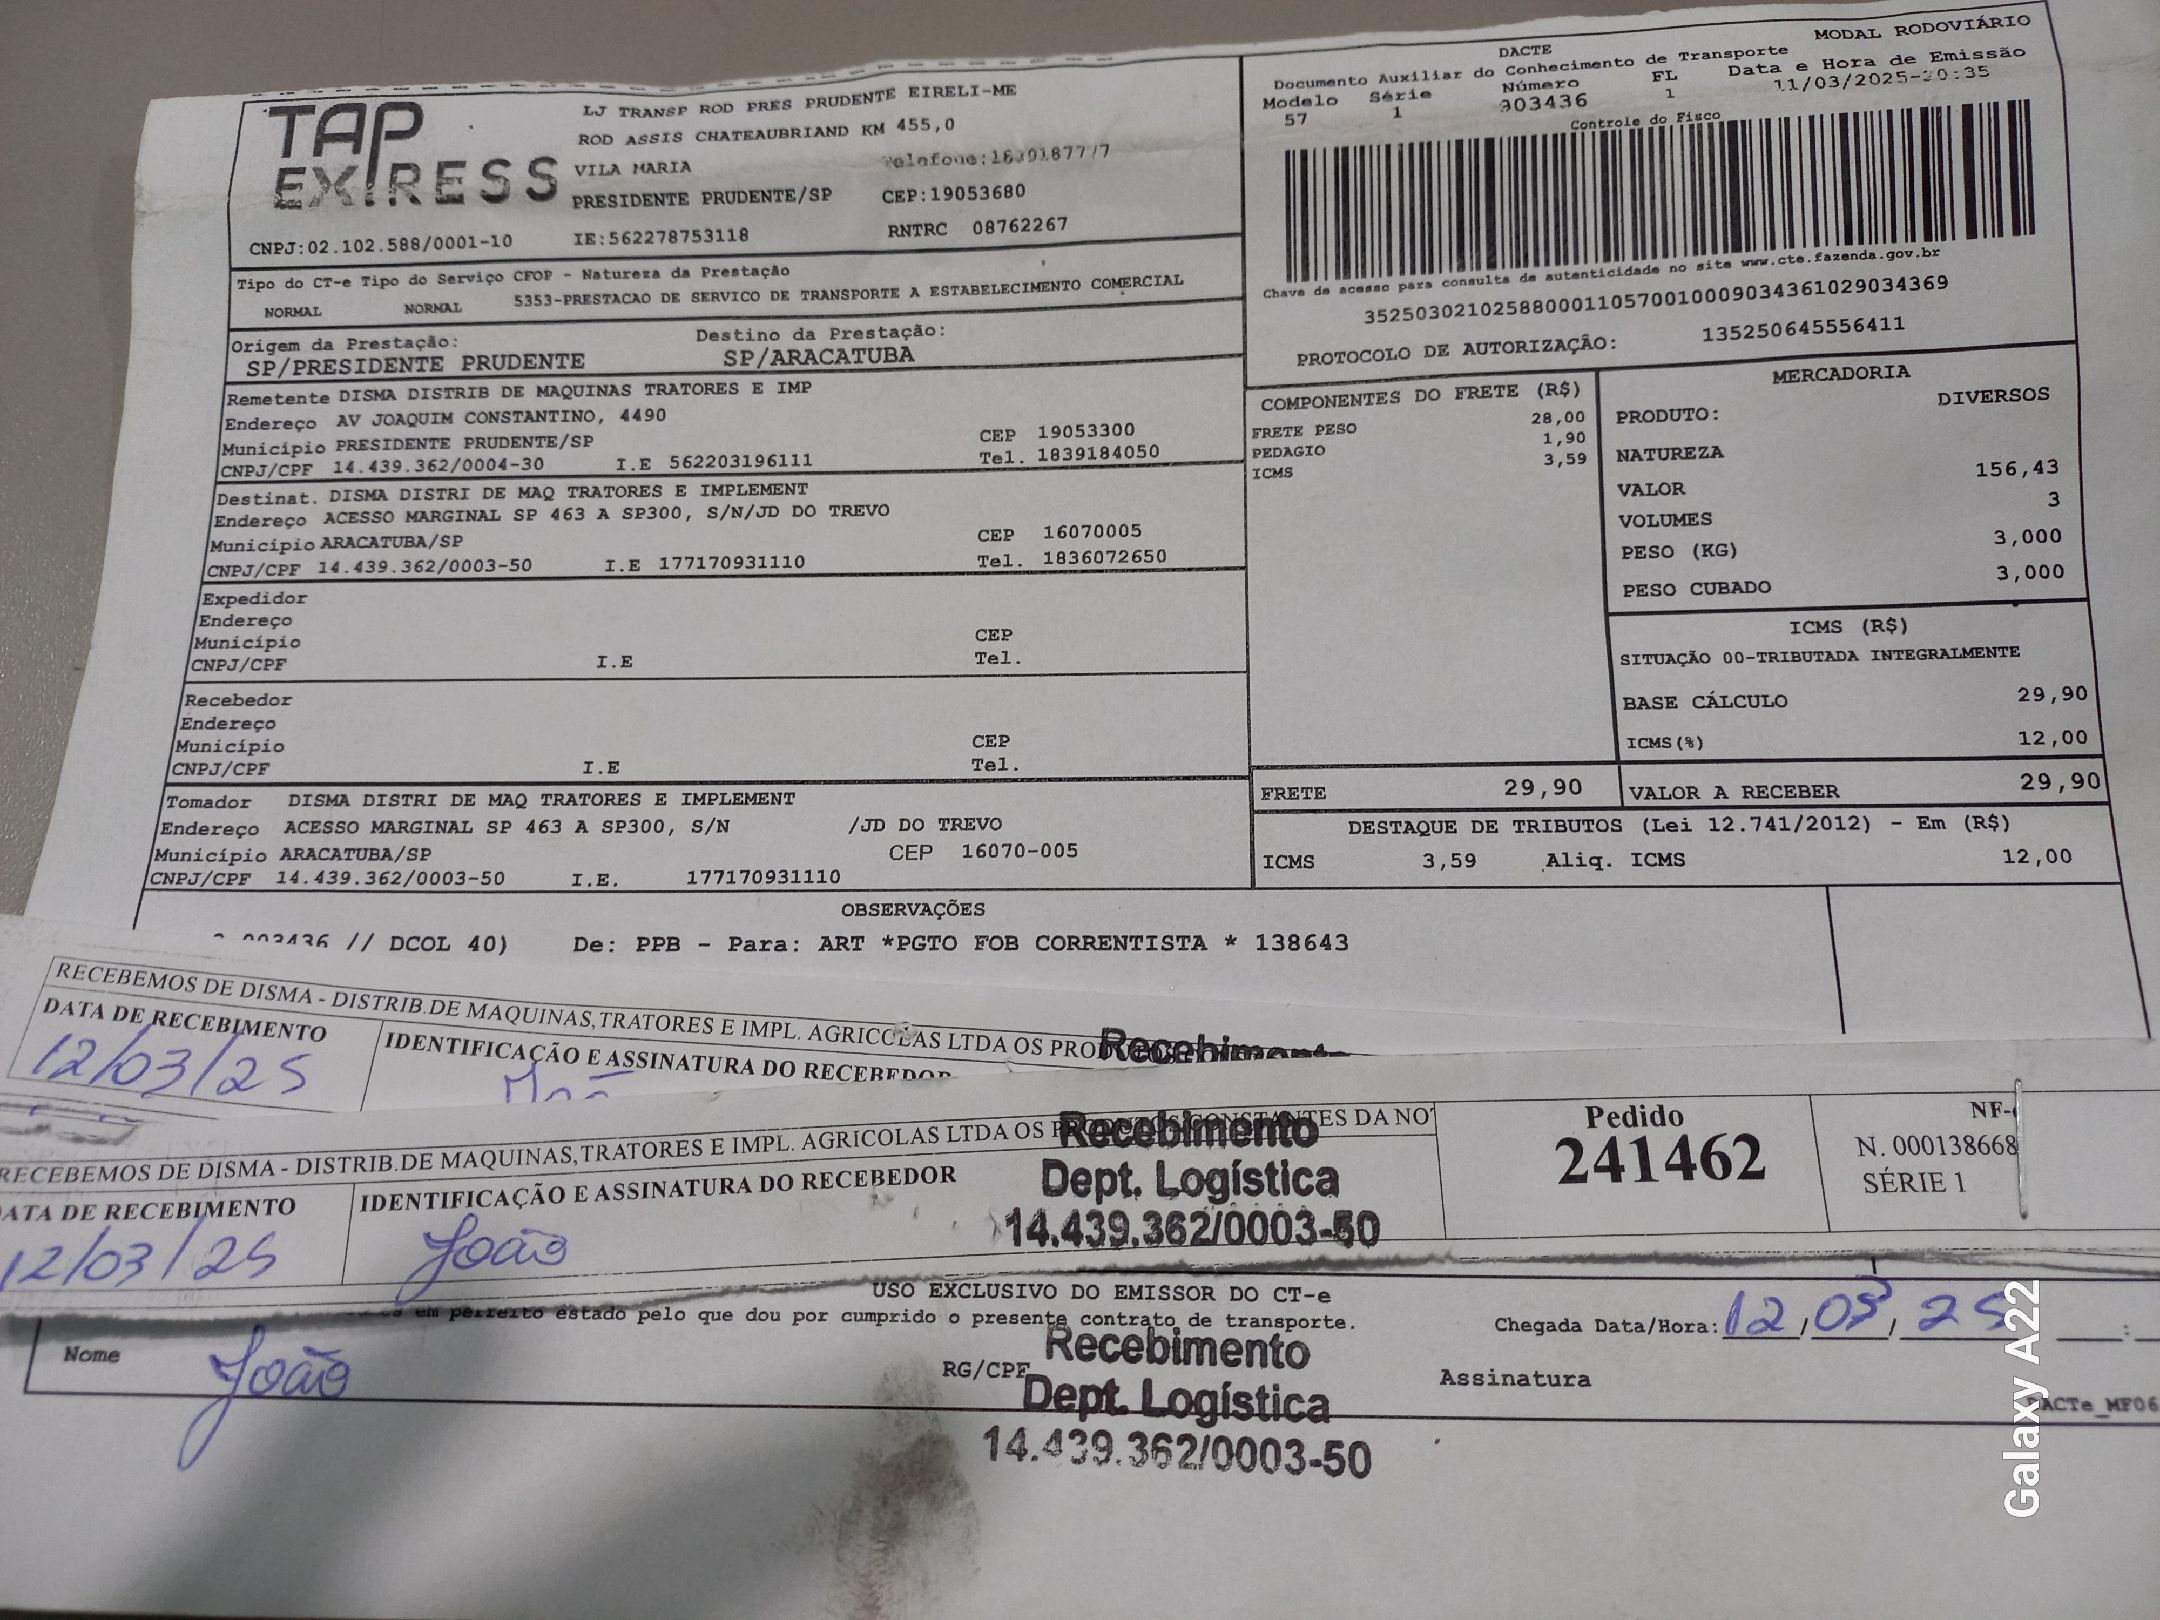 TAP
EXPRESS
LJ TRANSP ROD PRES PRUDENTE EIRELI-ME
ROD ASSIS CHATEAUBRIAND KM 455,0
VILA MARIA
PRESIDENTE PRUDENTE/SP CEP:19053680
CNPJ:02.102.588/0001-10 IE:562278753118 RNTRC 08762267
MODAL RODOVIÁRIO
DACTE
Documento Auxiliar do Conhecimento de Transporte
Modelo Série Número FL Data e Hora de Emissão
57 1 903436 1 11/03/2025-20:35
Controle do Fisco
Chave de acesso para consulta de autenticidade no site www.cte.fazenda.gov.br
35250302102588000110570010009034361029034369
PROTOCOLO DE AUTORIZAÇÃO: 135250645556411
Tipo do CT-e Tipo do Serviço CFOP - Natureza da Prestação
NORMAL NORMAL 5353-PRESTACAO DE SERVICO DE TRANSPORTE A ESTABELECIMENTO COMERCIAL
Origem da Prestação: Destino da Prestação:
SP/PRESIDENTE PRUDENTE SP/ARACATUBA
Remetente DISMA DISTRIB DE MAQUINAS TRATORES E IMP
Endereço AV JOAQUIM CONSTANTINO, 4490
Município PRESIDENTE PRUDENTE/SP CEP 19053300
CNPJ/CPF 14.439.362/0004-30 I.E 562203196111 Tel. 1839184050
Destinat. DISMA DISTRI DE MAQ TRATORES E IMPLEMENT
Endereço ACESSO MARGINAL SP 463 A SP300, S/N/JD DO TREVO
Município ARACATUBA/SP CEP 16070005
CNPJ/CPF 14.439.362/0003-50 I.E 177170931110 Tel. 1836072650
Expedidor
Endereço
Município CEP
CNPJ/CPF I.E Tel.
Recebedor
Endereço
Município CEP
CNPJ/CPF I.E Tel.
Tomador DISMA DISTRI DE MAQ TRATORES E IMPLEMENT
Endereço ACESSO MARGINAL SP 463 A SP300, S/N /JD DO TREVO
Município ARACATUBA/SP CEP 16070-005
CNPJ/CPF 14.439.362/0003-50 I.E. 177170931110
COMPONENTES DO FRETE (R$)
FRETE PESO 28,00
PEDAGIO 1,90
ICMS 3,59
MERCADORIA
PRODUTO: DIVERSOS
NATUREZA
VALOR 156,43
VOLUMES 3
PESO (KG) 3,000
PESO CUBADO 3,000
ICMS (R$)
SITUAÇÃO 00-TRIBUTADA INTEGRALMENTE
BASE CÁLCULO 29,90
ICMS(%) 12,00
FRETE 29,90 VALOR A RECEBER 29,90
DESTAQUE DE TRIBUTOS (Lei 12.741/2012) - Em (R$)
ICMS 3,59 Aliq. ICMS 12,00
OBSERVAÇÕES
003436 // DCOL 40) De: PPB - Para: ART *PGTO FOB CORRENTISTA * 138643
RECEBEMOS DE DISMA - DISTRIB.DE MAQUINAS,TRATORES E IMPL. AGRICOLAS LTDA OS
DATA DE RECEBIMENTO IDENTIFICAÇÃO E ASSINATURA DO RECEBEDOR
12/03/25
Recebimento
RECEBEMOS DE DISMA - DISTRIB.DE MAQUINAS,TRATORES E IMPL. AGRICOLAS LTDA OS PRODUTOS CONSTANTES DA NO
DATA DE RECEBIMENTO IDENTIFICAÇÃO E ASSINATURA DO RECEBEDOR
12/03/25 João
Recebimento
Dept. Logística
14.439.362/0003-50
Pedido
241462
NF-
N. 000138668
SÉRIE 1
USO EXCLUSIVO DO EMISSOR DO CT-e
em perfeito estado pelo que dou por cumprido o presente contrato de transporte.
Chegada Data/Hora: 12/03/25 :
Nome João RG/CPF Assinatura
Recebimento
Dept. Logística
14.439.362/0003-50
ACTe_MF06
Galaxy A22